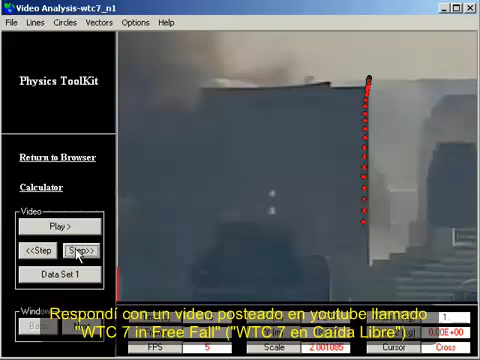 Video Analysis-wtc7_n1
File Lines Circles Vectors Options Help
Physics ToolKit
Return to Browser
Calculator
Video
Play >
<<Step
Step>>
Data Set 1
Window
1.
0.00E+00
FPS 5 Scale 2.001085 Cursor Cross
Respondí con un video posteado en youtube llamado
"WTC 7 in Free Fall" ("WTC 7 en Caída Libre")